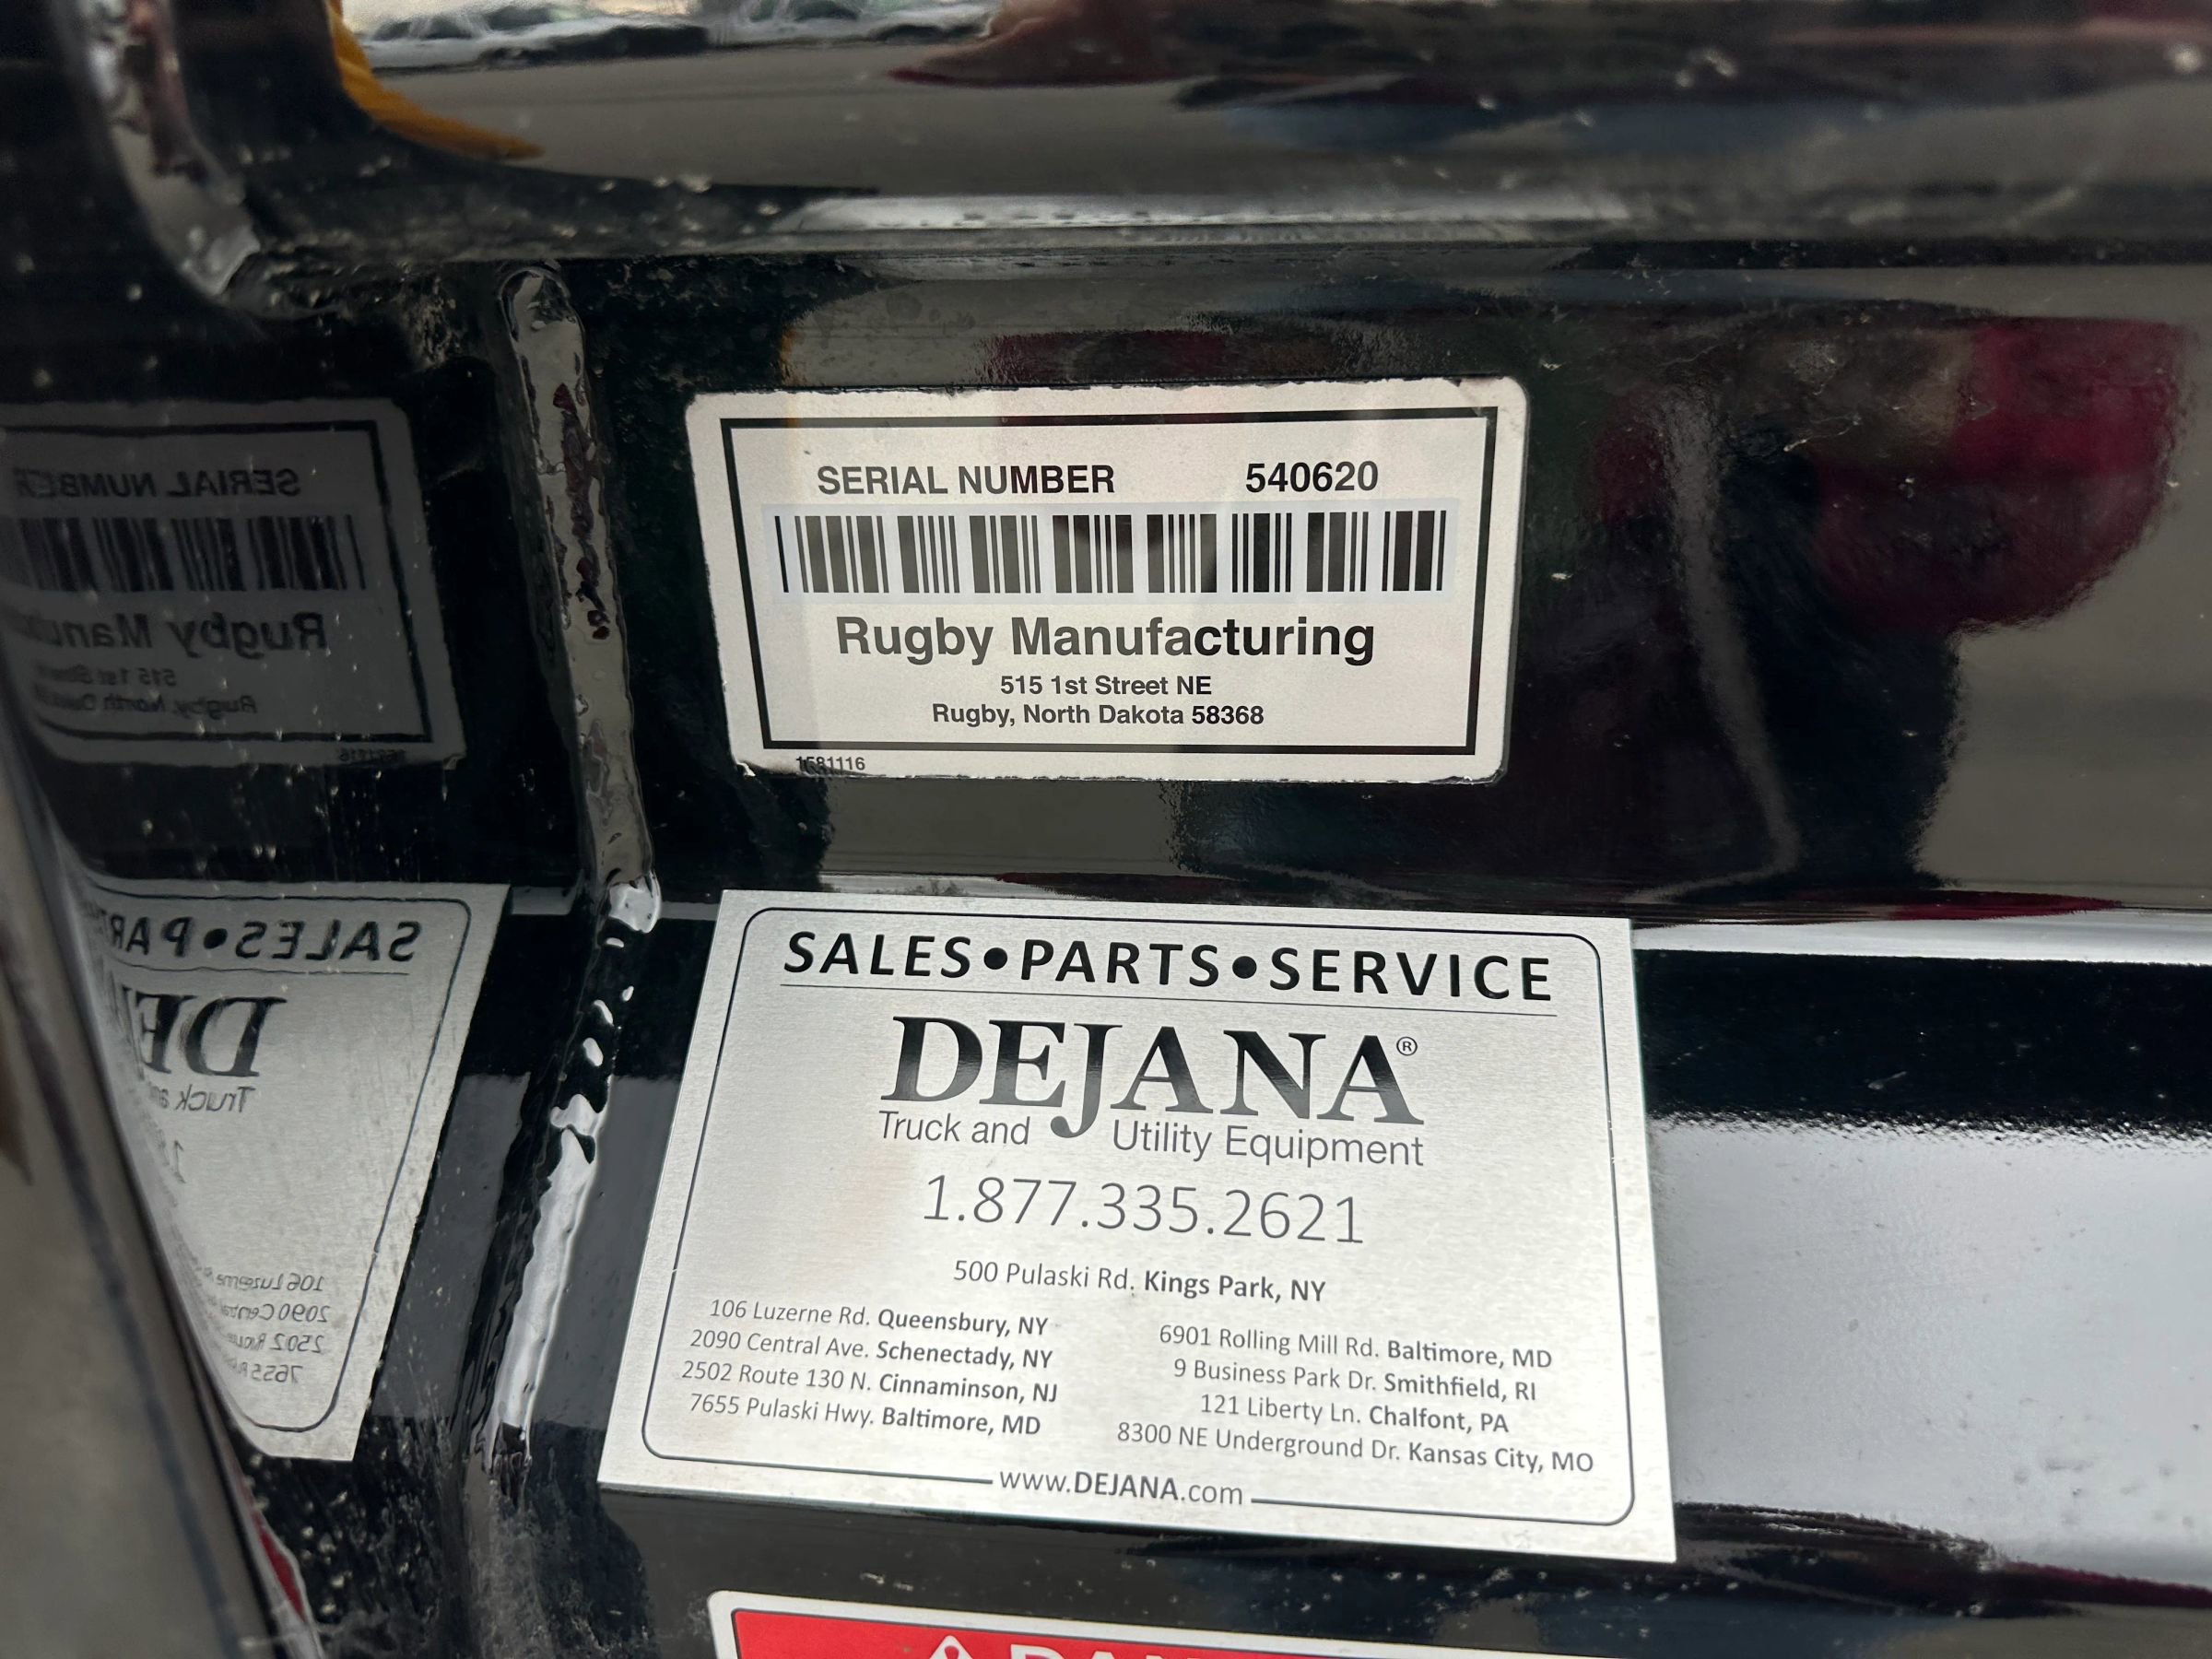 SERIAL NUMBER 540620
Rugby Manufacturing
515 1st Street NE
Rugby, North Dakota 58368
SALES•PARTS•SERVICE
DEJANA®
Truck and Utility Equipment
1.877.335.2621
500 Pulaski Rd. Kings Park, NY
106 Luzerne Rd. Queensbury, NY
2090 Central Ave. Schenectady, NY
2502 Route 130 N. Cinnaminson, NJ
7655 Pulaski Hwy. Baltimore, MD
6901 Rolling Mill Rd. Baltimore, MD
9 Business Park Dr. Smithfield, RI
121 Liberty Ln. Chalfont, PA
8300 NE Underground Dr. Kansas City, MO
www.DEJANA.com